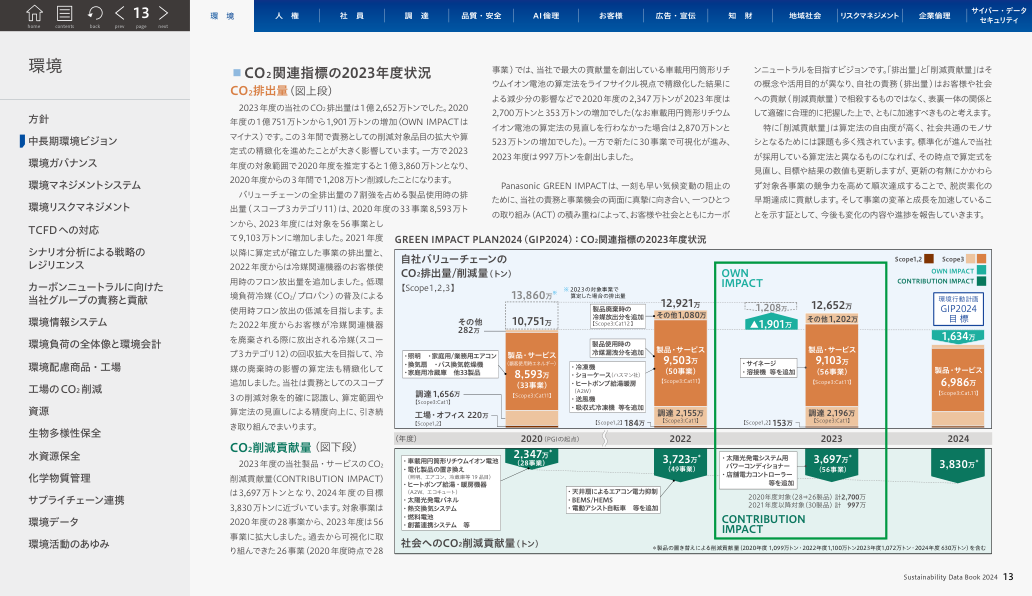 13
home
contents
back
prev
page
next
環 境
人 権
社 員
調 達
品質・安全
AI倫理
お客様
広告・宣伝
知 財
地域社会
リスクマネジメント
企業倫理
サイバー・データ
セキュリティ
環境
方針
中長期環境ビジョン
環境ガバナンス
環境マネジメントシステム
環境リスクマネジメント
TCFDへの対応
シナリオ分析による戦略の
レジリエンス
カーボンニュートラルに向けた
当社グループの責務と貢献
環境情報システム
環境負荷の全体像と環境会計
環境配慮商品・工場
工場のCO₂削減
資源
生物多様性保全
水資源保全
化学物質管理
サプライチェーン連携
環境データ
環境活動のあゆみ
■CO₂関連指標の2023年度状況
CO₂排出量(図上段)
2023年度の当社のCO₂排出量は1億2,652万トンでした。2020
年度の1億751万トンから1,901万トンの増加(OWN IMPACTは
マイナス)です。この3年間で責務としての削減対象品目の拡大や算
定式の精緻化を進めたことが大きく影響しています。一方で2023
年度の対象範囲で2020年度を推定すると1億3,860万トンとなり、
2020年度からの3年間で1,208万トン削減したことになります。
バリューチェーンの全排出量の7割強を占める製品使用時の排
出量(スコープ3カテゴリ11)は、2020年度の33事業8,593万ト
ンから、2023年度には対象を56事業とし
て9,103万トンに増加しました。2021年度
以降に算定式が確立した事業の排出量と、
2022年度からは冷媒関連機器のお客様使
用時のフロン放出量を追加しました。低環
境負荷冷媒(CO₂/プロパン)の普及による
使用時フロン放出の低減を目指します。ま
た2022年度からお客様が冷媒関連機器
を廃棄される際に放出される冷媒(スコー
プ3カテゴリ12)の回収拡大を目指して、冷
媒の廃棄時の影響の算定法も精緻化して
追加しました。当社は責務としてのスコープ
3の削減対象を的確に認識し、算定範囲や
算定法の見直しによる精度向上に、引き続
き取り組んでまいります。
CO₂削減貢献量(図下段)
2023年度の当社製品・サービスのCO₂
削減貢献量(CONTRIBUTION IMPACT)
は3,697万トンとなり、2024年度の目標
3,830万トンに近づいています。対象事業は
2020年度の28事業から、2023年度は56
事業に拡大しました。過去から可視化に取
り組んできた26事業(2020年度時点で28
事業)では、当社で最大の貢献量を創出している車載用円筒形リチ
ウムイオン電池の算定法をライフサイクル視点で精緻化した結果に
よる減少分の影響などで2020年度の2,347万トンが2023年度は
2,700万トンと353万トンの増加でした(なお車載用円筒形リチウム
イオン電池の算定法の見直しを行わなかった場合は2,870万トンと
523万トンの増加でした)。一方で新たに30事業で可視化が進み、
2023年度は997万トンを創出しました。
Panasonic GREEN IMPACTは、一刻も早い気候変動の阻止の
ために、当社の責務と事業機会の両面に真摯に向き合い、一つひとつ
の取り組み(ACT)の積み重ねによって、お客様や社会とともにカーボ
ンニュートラルを目指すビジョンです。「排出量」と「削減貢献量」はそ
の概念や活用目的が異なり、自社の責務(排出量)はお客様や社会
への貢献(削減貢献量)で相殺するものではなく、表裏一体の関係と
して適確に合理的に把握した上で、ともに加速すべきものと考えます。
特に「削減貢献量」は算定法の自由度が高く、社会共通のモノサ
シとなるためには課題も多く残されています。標準化が進んで当社
が採用している算定法と異なるものになれば、その時点で算定式を
見直し、目標や結果の数値も更新しますが、更新の有無にかかわら
ず対象各事業の競争力を高めて順次達成することで、脱炭素化の
早期達成に貢献します。そして事業の変革と成長を加速しているこ
とを示す証として、今後も変化の内容や進捗を報告していきます。
GREEN IMPACT PLAN2024(GIP2024):CO₂関連指標の2023年度状況
自社バリューチェーンの
CO₂排出量/削減量(トン)
【Scope1,2,3】
Scope1,2
Scope3
OWN IMPACT
CONTRIBUTION IMPACT
13,860万※
※2023の対象事業で
算定した場合の排出量
10,751万
その他
282万
製品・サービス
8,593万
(33事業)
【Scope3:Cat11】
・照明 ・家庭用/業務用エアコン
・換気扇 ・バス換気乾燥機
・家庭用冷蔵庫 他33製品
調達1,656万
【Scope3:Cat1】
工場・オフィス 220万
【Scope1,2】
12,921万
その他1,080万
製品廃棄時の
冷媒放出分を追加
【Scope3:Cat12】
製品使用時の
冷媒漏洩分を追加
・冷凍機
・ショーケース(ハスマン社)
・ヒートポンプ給湯暖房
(A2W)
・送風機
・吸収式冷凍機 等を追加
製品・サービス
9,503万
(50事業)
【Scope3:Cat11】
調達 2,155万
【Scope3:Cat1】
【Scope1,2】184万
OWN
IMPACT
1,208万
▲1,901万
12,652万
その他1,202万
・サイネージ
・溶接機 等を追加
製品・サービス
9,103万
(56事業)
【Scope3:Cat11】
調達 2,196万
【Scope3:Cat1】
【Scope1,2】153万
環境行動計画
GIP2024
目 標
1,634万
製品・サービス
6,986万
【Scope3:Cat11】
(年度)
2020 (PGIの起点)
2022
2023
2024
2,347万*
(28事業)
・車載用円筒形リチウムイオン電池
・電化製品の置き換え
・ヒートポンプ給湯・暖房機器
(A2W、エコキュート)
・太陽光発電パネル
・熱交換気システム
・燃料電池
・創蓄連携システム 等
3,723万*
(49事業)
・天井扇によるエアコン電力抑制
・BEMS/HEMS
・電動アシスト自転車 等を追加
・太陽光発電システム用
パワーコンディショナー
・店舗電力コントローラー
等を追加
3,697万*
(56事業)
2020年度対象(28→26製品)計2,700万
2021年度以降対象(30製品)計 997万
CONTRIBUTION
IMPACT
3,830万*
社会へのCO₂削減貢献量(トン)
*製品の置き替えによる削減貢献量(2020年度 1,099万トン・2022年度1,100万トン2023年度1,072万トン・2024年度 630万トン)を含む
Sustainability Data Book 2024 13